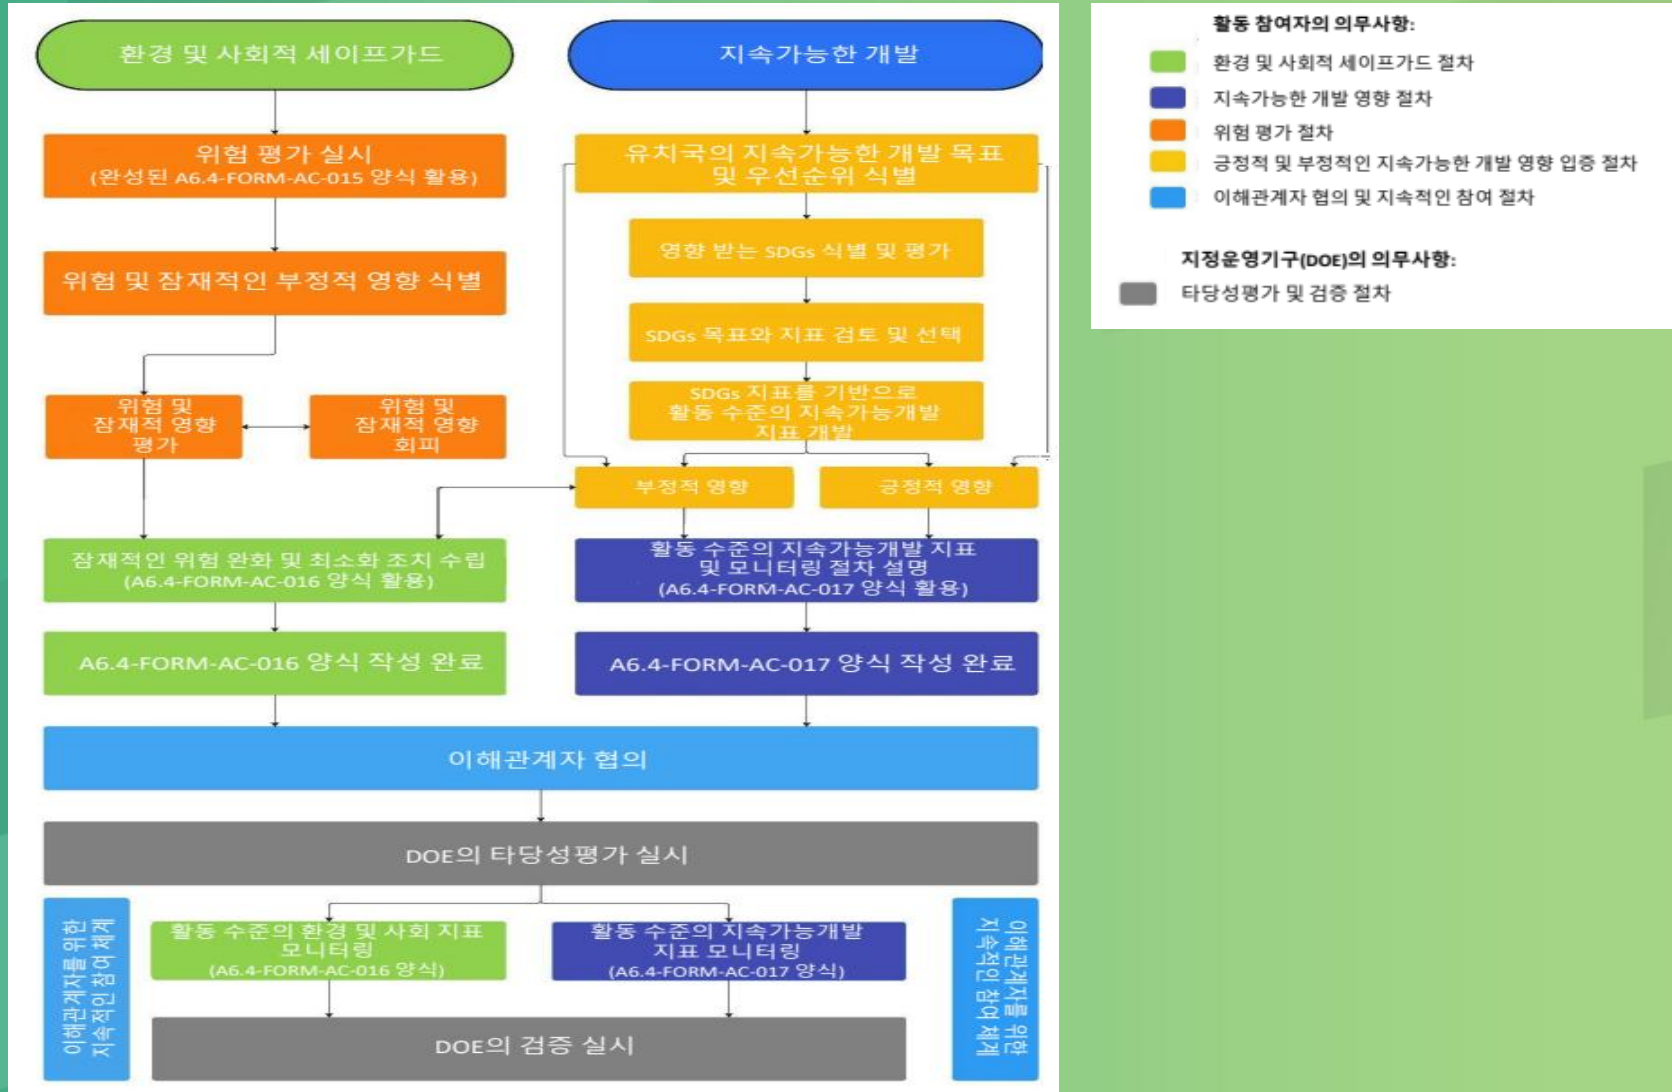 환경 및 사회적 세이프가드
지속가능한 개발
위험 평가 실시
(완성된 A6.4-FORM-AC-015 양식 활용)
유치국의 지속가능한 개발 목표
및 우선순위 식별
영향 받는 SDGs 식별 및 평가
위험 및 잠재적인 부정적 영향 식별
SDGs 목표와 지표 검토 및 선택
위험 및
잠재적 영향
평가
위험 및
잠재적 영향
회피
SDGs 지표를 기반으로
활동 수준의 지속가능개발
지표 개발
부정적 영향
긍정적 영향
잠재적인 위험 완화 및 최소화 조치 수립
(A6.4-FORM-AC-016 양식 활용)
활동 수준의 지속가능개발 지표
및 모니터링 절차 설명
(A6.4-FORM-AC-017 양식 활용)
A6.4-FORM-AC-016 양식 작성 완료
A6.4-FORM-AC-017 양식 작성 완료
이해관계자 협의
DOE의 타당성평가 실시
이해관계자를 위한
지속적인 참여 체계
활동 수준의 환경 및 사회 지표
모니터링
(A6.4-FORM-AC-016 양식)
활동 수준의 지속가능개발
지표 모니터링
(A6.4-FORM-AC-017 양식)
이해관계자를 위한
지속적인 참여 체계
DOE의 검증 실시
활동 참여자의 의무사항:
환경 및 사회적 세이프가드 절차
지속가능한 개발 영향 절차
위험 평가 절차
긍정적 및 부정적인 지속가능한 개발 영향 입증 절차
이해관계자 협의 및 지속적인 참여 절차
지정운영기구(DOE)의 의무사항:
타당성평가 및 검증 절차